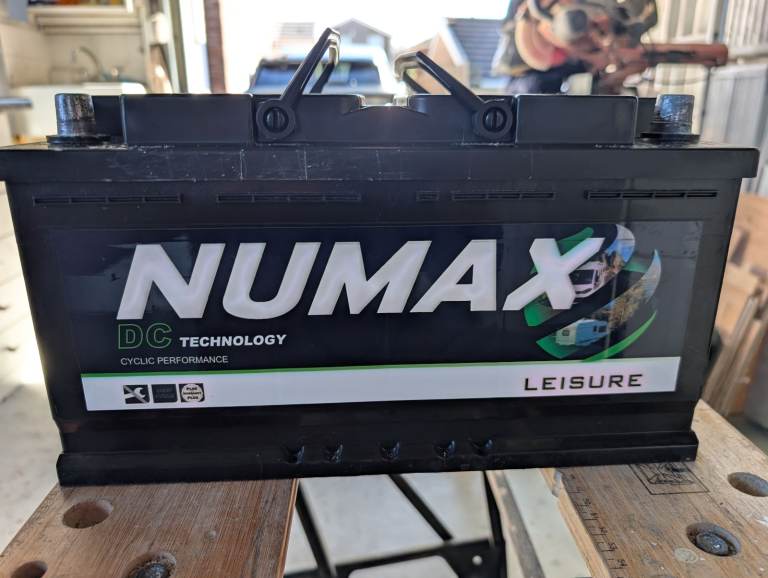 NUMAX
DC TECHNOLOGY
CYCLIC PERFORMANCE
LEISURE